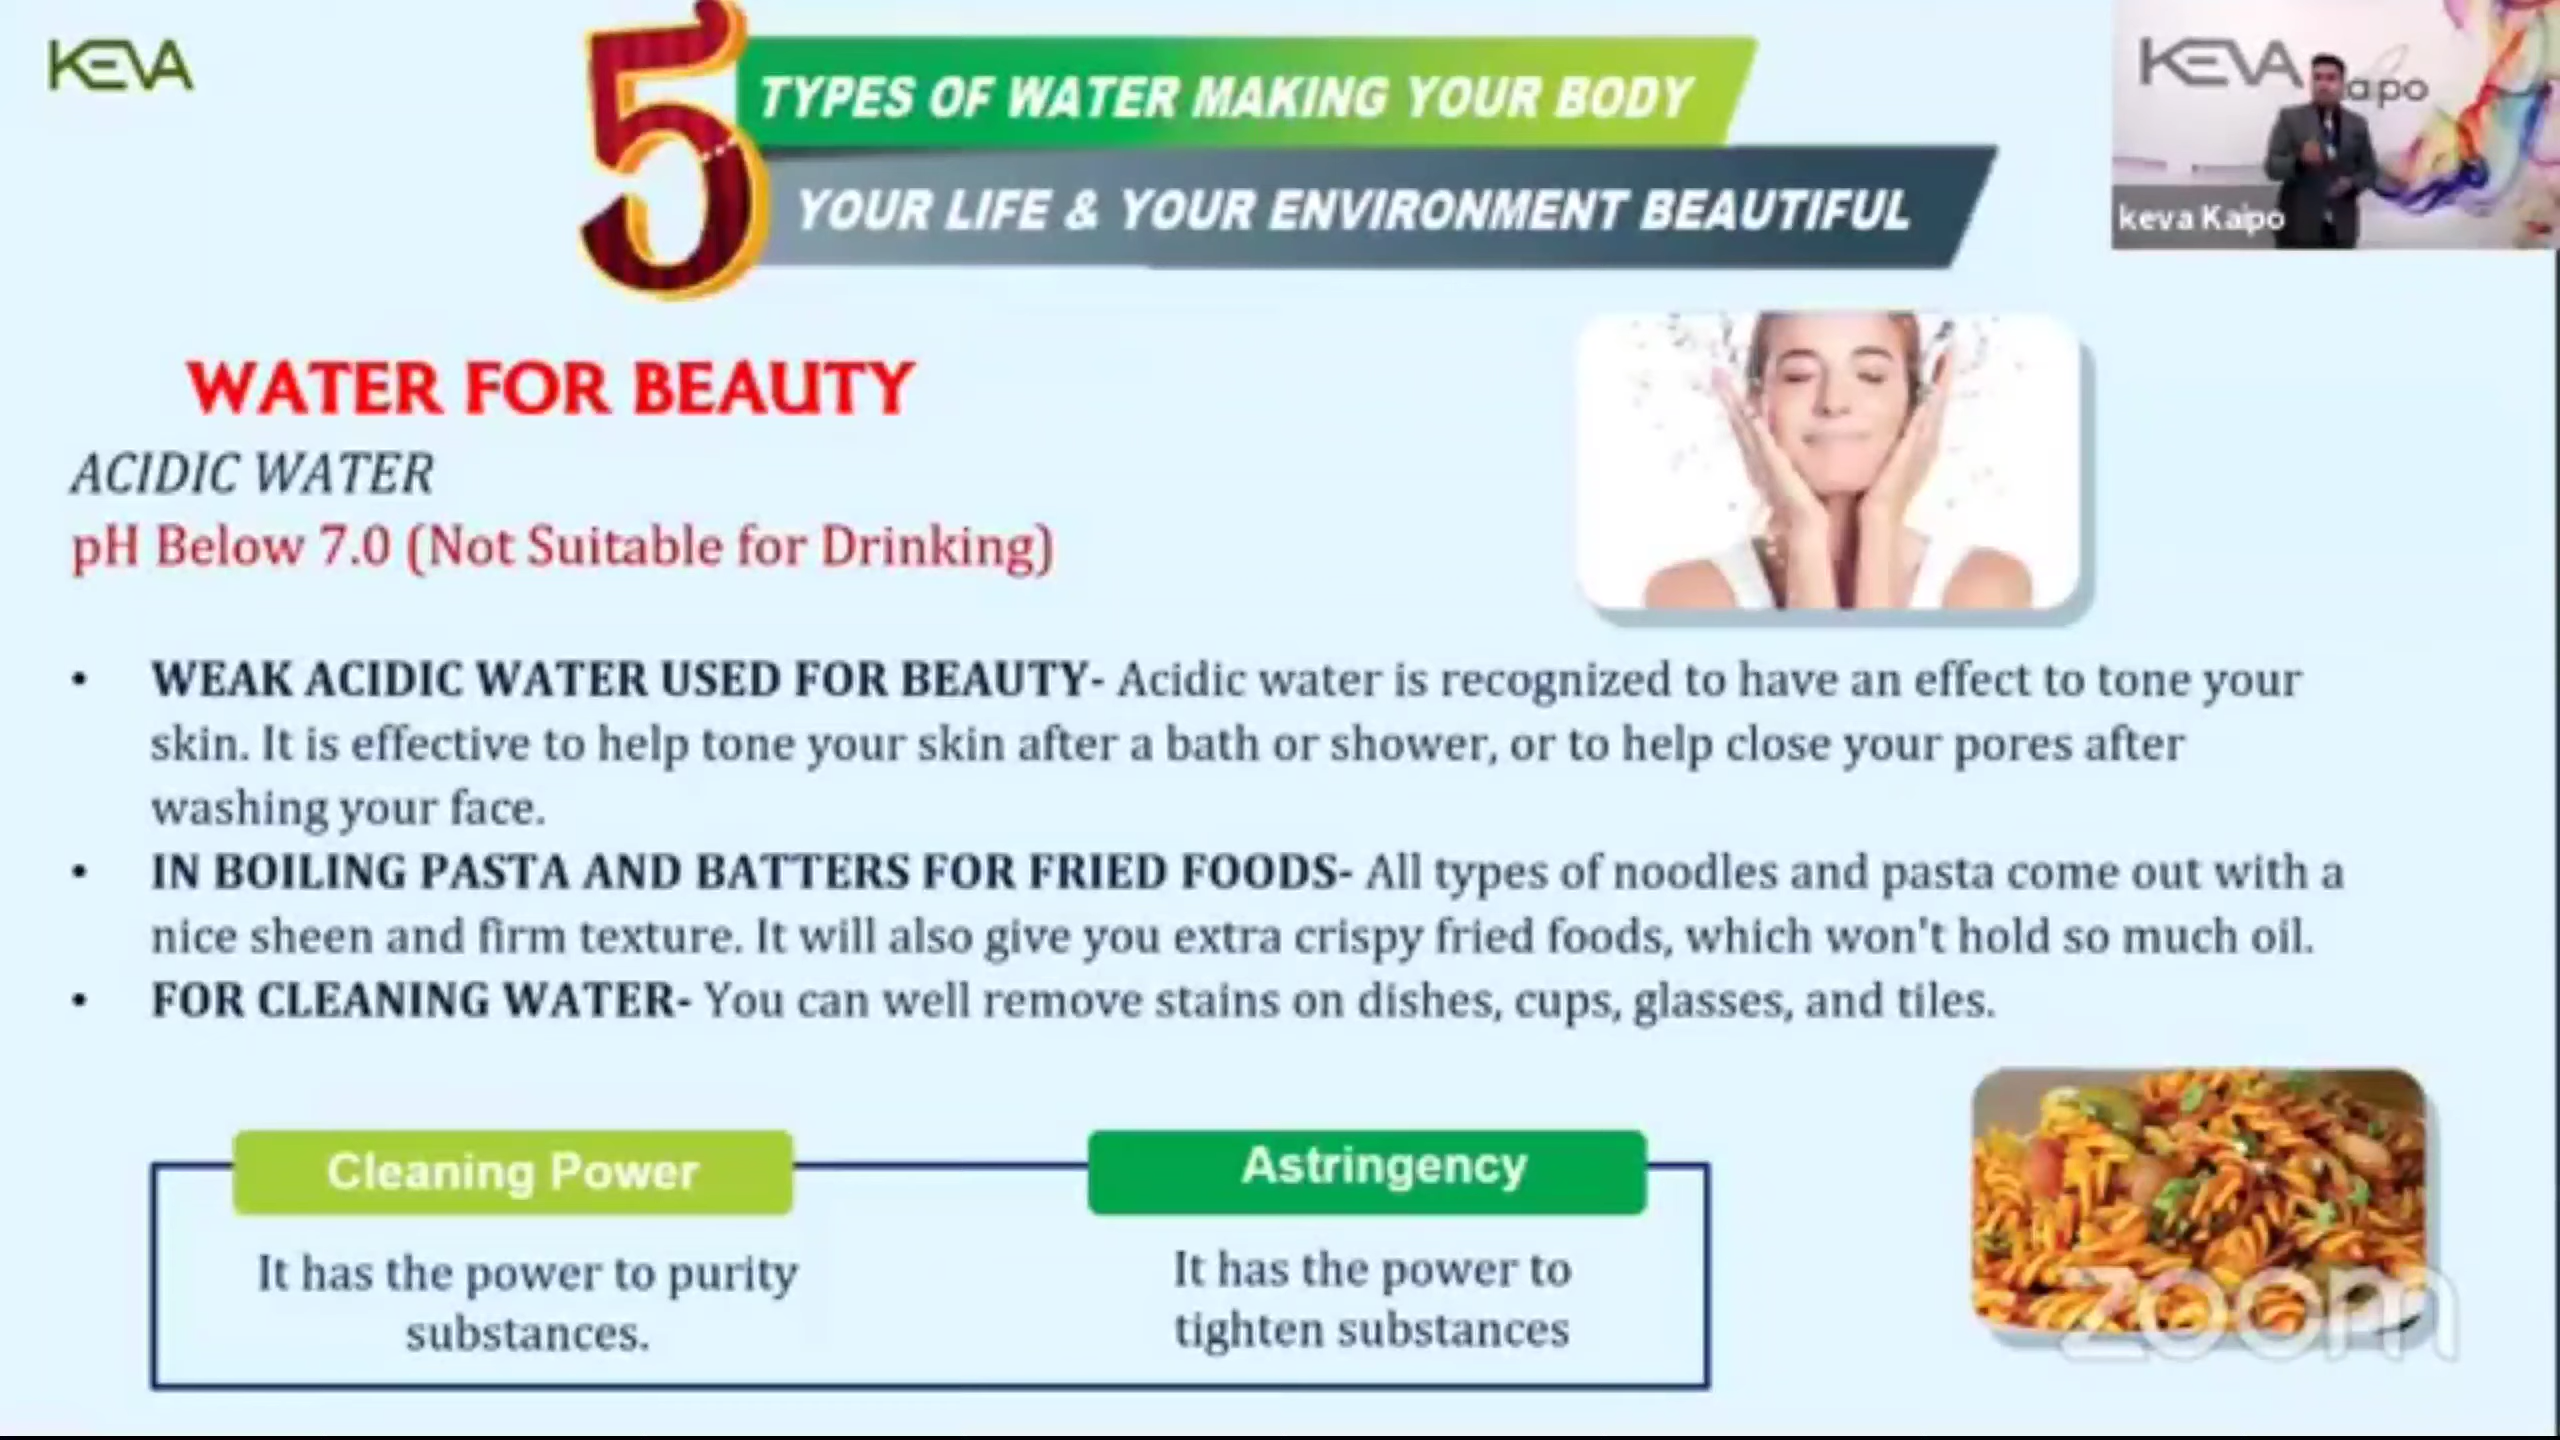 KEVA
5
TYPES OF WATER MAKING YOUR BODY
YOUR LIFE & YOUR ENVIRONMENT BEAUTIFUL
KEVA
apo
keva Kaipo
WATER FOR BEAUTY
ACIDIC WATER
pH Below 7.0 (Not Suitable for Drinking)
• WEAK ACIDIC WATER USED FOR BEAUTY- Acidic water is recognized to have an effect to tone your
skin. It is effective to help tone your skin after a bath or shower, or to help close your pores after
washing your face.
• IN BOILING PASTA AND BATTERS FOR FRIED FOODS- All types of noodles and pasta come out with a
nice sheen and firm texture. It will also give you extra crispy fried foods, which won't hold so much oil.
• FOR CLEANING WATER- You can well remove stains on dishes, cups, glasses, and tiles.
Cleaning Power
It has the power to purity
substances.
Astringency
It has the power to
tighten substances
zoom